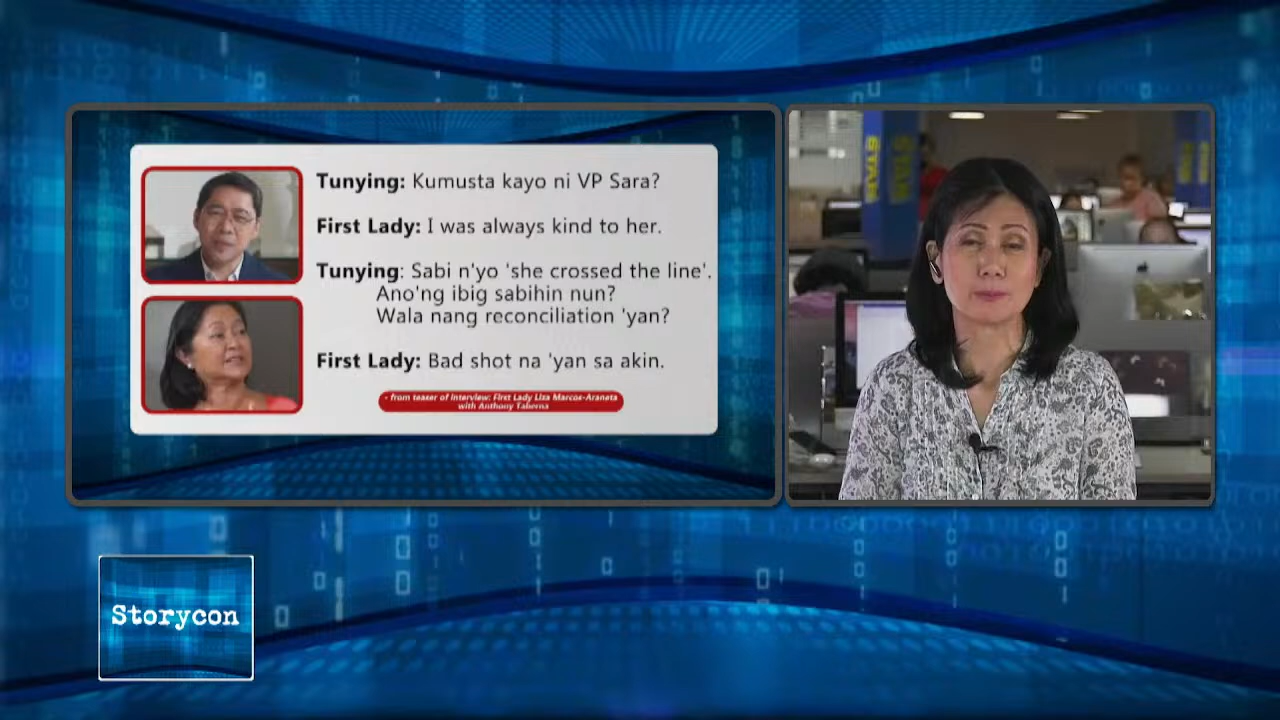 Tunying: Kumusta kayo ni VP Sara?
First Lady: I was always kind to her.
Tunying: Sabi n'yo 'she crossed the line'.
Ano'ng ibig sabihin nun?
Wala nang reconciliation 'yan?
First Lady: Bad shot na 'yan sa akin.
- from teaser of interview: First Lady Liza Marcos-Araneta
with Anthony Taberna
STAR
Storycon